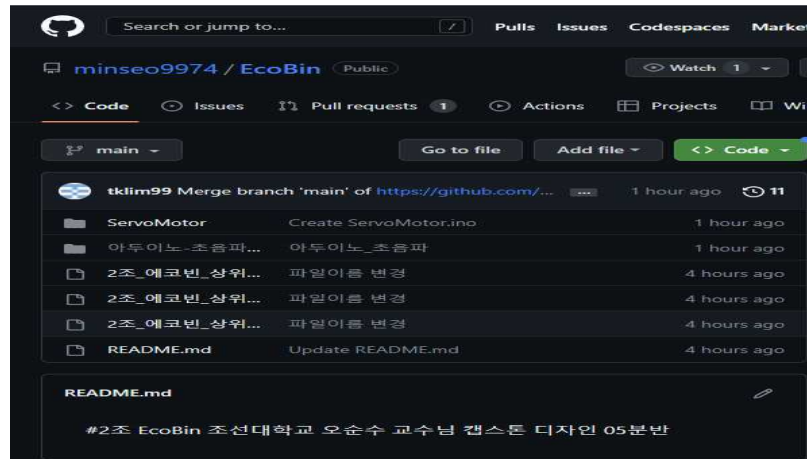 Search or jump to... / Pulls Issues Codespaces Market
minseo9974 / EcoBin Public Watch 1
<> Code Issues Pull requests 1 Actions Projects Wi
main Go to file Add file <> Code
tklim99 Merge branch 'main' of https://github.com/... ... 1 hour ago 11
ServoMotor Create ServoMotor.ino 1 hour ago
아두이노-초음파... 아두이노_초음파 1 hour ago
2조_에코빈_상위... 파일이름 변경 4 hours ago
2조_에코빈_상위... 파일이름 변경 4 hours ago
2조_에코빈_상위... 파일이름 변경 4 hours ago
README.md Update README.md 4 hours ago
README.md
#2조 EcoBin 조선대학교 오순수 교수님 캡스톤 디자인 05분반